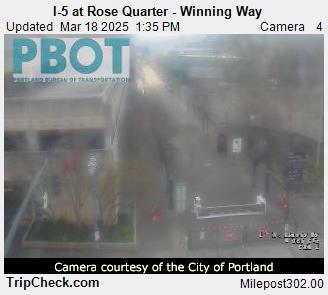 I-5 at Rose Quarter - Winning Way
Updated Mar 18 2025 1:35 PM Camera 4
PBOT
PORTLAND BUREAU OF TRANSPORTATION
Camera courtesy of the City of Portland
TripCheck.com Milepost302.00